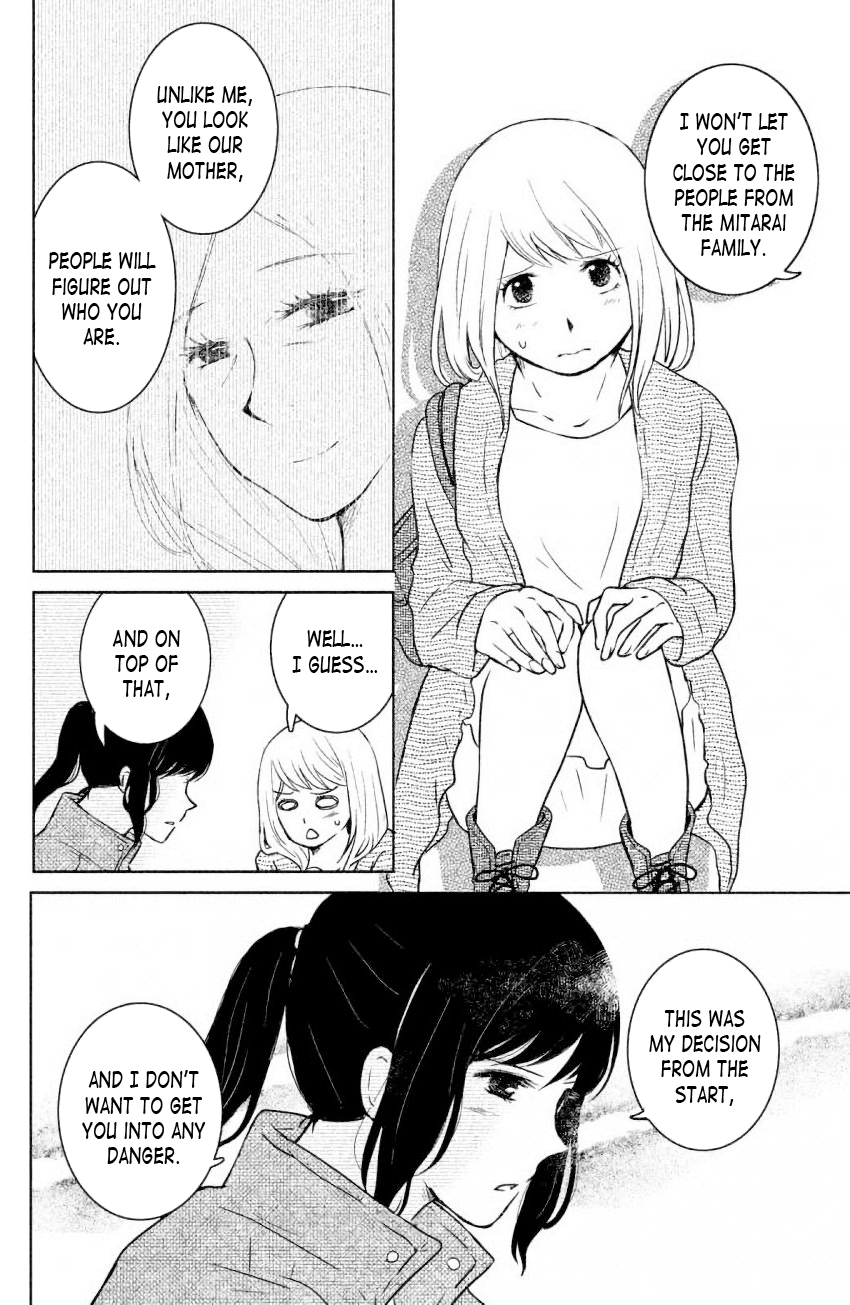 I WON'T LET
YOU GET
CLOSE TO THE
PEOPLE FROM
THE MITARAI
FAMILY.
UNLIKE ME,
YOU LOOK
LIKE OUR
MOTHER,
PEOPLE WILL
FIGURE OUT
WHO YOU
ARE.
WELL...
I GUESS...
AND ON
TOP OF
THAT,
THIS WAS
MY DECISION
FROM THE
START,
AND I DON'T
WANT TO GET
YOU INTO ANY
DANGER.